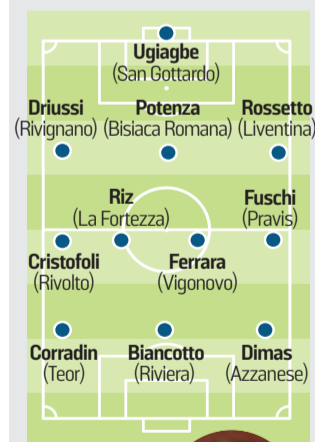 Ugiagbe
(San Gottardo)
Driussi
(Rivignano)
Potenza
(Bisiaca Romana)
Rossetto
(Liventina)
Riz
(La Fortezza)
Fuschi
(Pravis)
Cristofoli
(Rivolto)
Ferrara
(Vigonovo)
Corradin
(Teor)
Biancotto
(Riviera)
Dimas
(Azzanese)